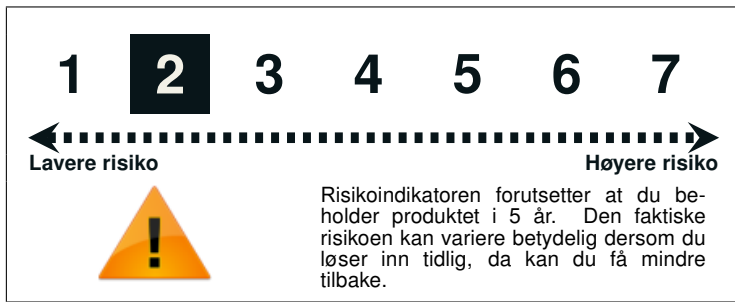 1 2 3 4 5 6 7
Lavere risiko Høyere risiko
!
Risikoindikatoren forutsetter at du be-
holder produktet i 5 år. Den faktiske
risikoen kan variere betydelig dersom du
løser inn tidlig, da kan du få mindre
tilbake.